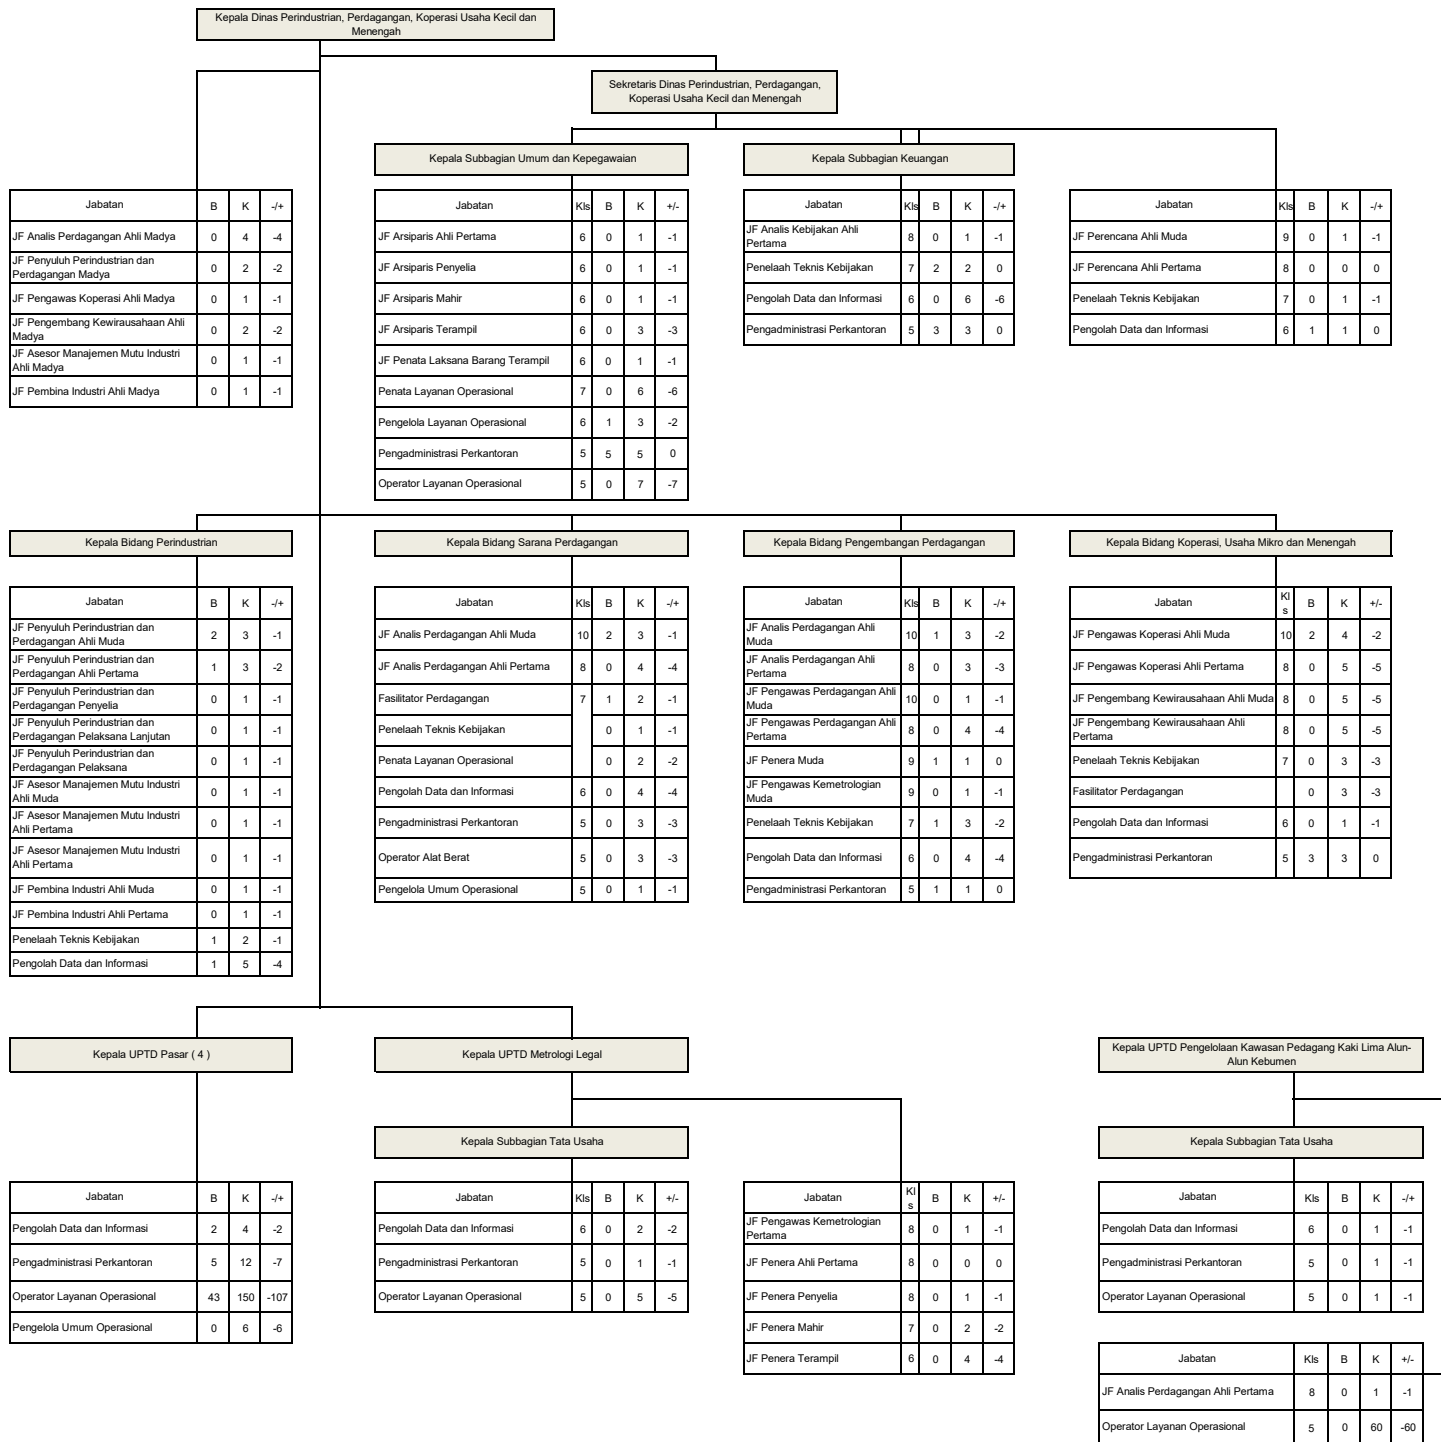 Kepala Dinas Perindustrian, Perdagangan, Koperasi Usaha Kecil dan
Menengah
Sekretaris Dinas Perindustrian, Perdagangan,
Koperasi Usaha Kecil dan Menengah
Kepala Subbagian Umum dan Kepegawaian
Kepala Subbagian Keuangan
Jabatan B K -/+
JF Analis Perdagangan Ahli Madya 0 4 -4
JF Penyuluh Perindustrian dan
Perdagangan Madya 0 2 -2
JF Pengawas Koperasi Ahli Madya 0 1 -1
JF Pengembang Kewirausahaan Ahli
Madya 0 2 -2
JF Asesor Manajemen Mutu Industri
Ahli Madya 0 1 -1
JF Pembina Industri Ahli Madya 0 1 -1
Jabatan Kls B K +/-
JF Arsiparis Ahli Pertama 6 0 1 -1
JF Arsiparis Penyelia 6 0 1 -1
JF Arsiparis Mahir 6 0 1 -1
JF Arsiparis Terampil 6 0 3 -3
JF Penata Laksana Barang Terampil 6 0 1 -1
Penata Layanan Operasional 7 0 6 -6
Pengelola Layanan Operasional 6 1 3 -2
Pengadministrasi Perkantoran 5 5 5 0
Operator Layanan Operasional 5 0 7 -7
Jabatan Kls B K -/+
JF Analis Kebijakan Ahli
Pertama 8 0 1 -1
Penelaah Teknis Kebijakan 7 2 2 0
Pengolah Data dan Informasi 6 0 6 -6
Pengadministrasi Perkantoran 5 3 3 0
Jabatan Kls B K -/+
JF Perencana Ahli Muda 9 0 1 -1
JF Perencana Ahli Pertama 8 0 0 0
Penelaah Teknis Kebijakan 7 0 1 -1
Pengolah Data dan Informasi 6 1 1 0
Kepala Bidang Perindustrian
Kepala Bidang Sarana Perdagangan
Kepala Bidang Pengembangan Perdagangan
Kepala Bidang Koperasi, Usaha Mikro dan Menengah
Jabatan B K -/+
JF Penyuluh Perindustrian dan
Perdagangan Ahli Muda 2 3 -1
JF Penyuluh Perindustrian dan
Perdagangan Ahli Pertama 1 3 -2
JF Penyuluh Perindustrian dan
Perdagangan Penyelia 0 1 -1
JF Penyuluh Perindustrian dan
Perdagangan Pelaksana Lanjutan 0 1 -1
JF Penyuluh Perindustrian dan
Perdagangan Pelaksana 0 1 -1
JF Asesor Manajemen Mutu Industri
Ahli Muda 0 1 -1
JF Asesor Manajemen Mutu Industri
Ahli Pertama 0 1 -1
JF Asesor Manajemen Mutu Industri
Ahli Pertama 0 1 -1
JF Pembina Industri Ahli Muda 0 1 -1
JF Pembina Industri Ahli Pertama 0 1 -1
Penelaah Teknis Kebijakan 1 2 -1
Pengolah Data dan Informasi 1 5 -4
Jabatan Kls B K -/+
JF Analis Perdagangan Ahli Muda 10 2 3 -1
JF Analis Perdagangan Ahli Pertama 8 0 4 -4
Fasilitator Perdagangan 7 1 2 -1
Penelaah Teknis Kebijakan 0 1 -1
Penata Layanan Operasional 0 2 -2
Pengolah Data dan Informasi 6 0 4 -4
Pengadministrasi Perkantoran 5 0 3 -3
Operator Alat Berat 5 0 3 -3
Pengelola Umum Operasional 5 0 1 -1
Jabatan Kls B K -/+
JF Analis Perdagangan Ahli
Muda 10 1 3 -2
JF Analis Perdagangan Ahli
Pertama 8 0 3 -3
JF Pengawas Perdagangan Ahli
Muda 10 0 1 -1
JF Pengawas Perdagangan Ahli
Pertama 8 0 4 -4
JF Penera Muda 9 1 1 0
JF Pengawas Kemetrologian
Muda 9 0 1 -1
Penelaah Teknis Kebijakan 7 1 3 -2
Pengolah Data dan Informasi 6 0 4 -4
Pengadministrasi Perkantoran 5 1 1 0
Jabatan Kl
s B K +/-
JF Pengawas Koperasi Ahli Muda 10 2 4 -2
JF Pengawas Koperasi Ahli Pertama 8 0 5 -5
JF Pengembang Kewirausahaan Ahli Muda 8 0 5 -5
JF Pengembang Kewirausahaan Ahli
Pertama 8 0 5 -5
Penelaah Teknis Kebijakan 7 0 3 -3
Fasilitator Perdagangan 0 3 -3
Pengolah Data dan Informasi 6 0 1 -1
Pengadministrasi Perkantoran 5 3 3 0
Kepala UPTD Pasar ( 4 )
Kepala UPTD Metrologi Legal
Kepala UPTD Pengelolaan Kawasan Pedagang Kaki Lima Alun-
Alun Kebumen
Kepala Subbagian Tata Usaha
Kepala Subbagian Tata Usaha
Jabatan B K -/+
Pengolah Data dan Informasi 2 4 -2
Pengadministrasi Perkantoran 5 12 -7
Operator Layanan Operasional 43 150 -107
Pengelola Umum Operasional 0 6 -6
Jabatan Kls B K +/-
Pengolah Data dan Informasi 6 0 2 -2
Pengadministrasi Perkantoran 5 0 1 -1
Operator Layanan Operasional 5 0 5 -5
Jabatan Kl
s B K +/-
JF Pengawas Kemetrologian
Pertama 8 0 1 -1
JF Penera Ahli Pertama 8 0 0 0
JF Penera Penyelia 8 0 1 -1
JF Penera Mahir 7 0 2 -2
JF Penera Terampil 6 0 4 -4
Jabatan Kls B K -/+
Pengolah Data dan Informasi 6 0 1 -1
Pengadministrasi Perkantoran 5 0 1 -1
Operator Layanan Operasional 5 0 1 -1
Jabatan Kls B K +/-
JF Analis Perdagangan Ahli Pertama 8 0 1 -1
Operator Layanan Operasional 5 0 60 -60